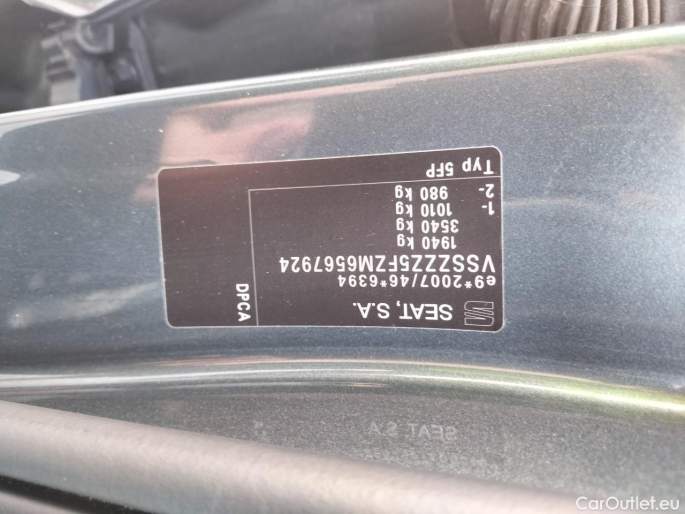 SEAT, S.A.
e9*2007/46*6394
VSSZZZ5FZM6567924
1940 kg
3540 kg
1- 1010 kg
2- 980 kg
Typ 5FP
DPCA
SEAT S.A
CarOutlet.eu